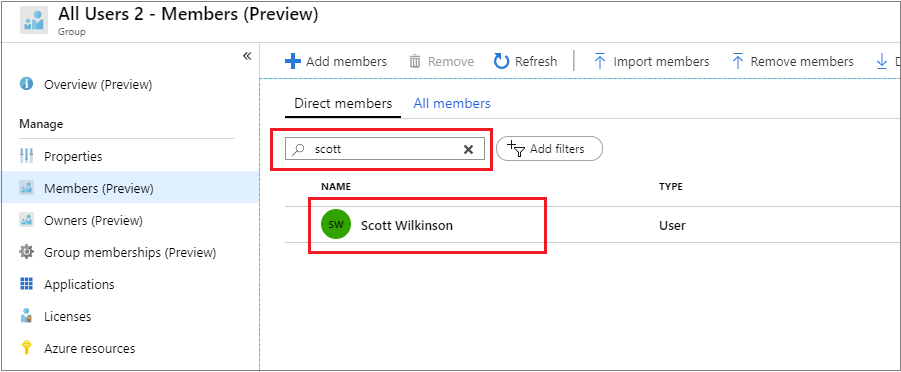 All Users 2 - Members (Preview)
Group
«
Overview (Preview)
Manage
Properties
Members (Preview)
Owners (Preview)
Group memberships (Preview)
Applications
Licenses
Azure resources
Add members Remove Refresh Import members Remove members D
Direct members All members
scott Add filters
NAME TYPE
SW Scott Wilkinson User